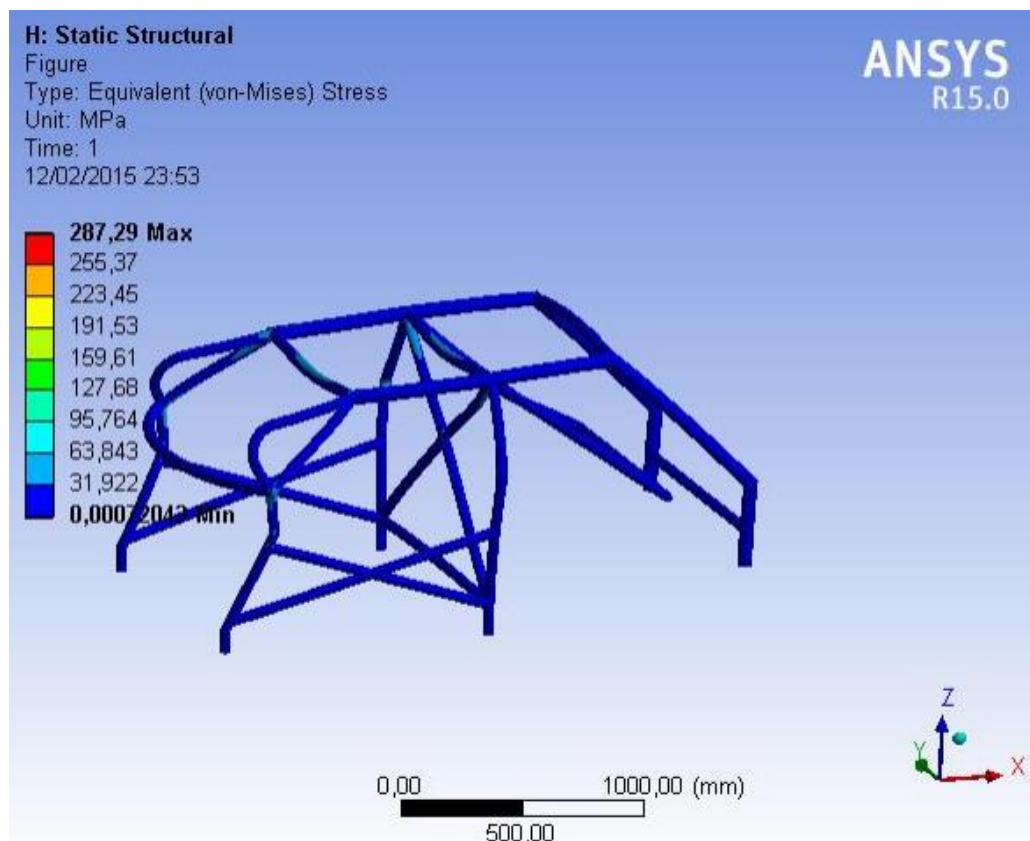 H: Static Structural
Figure
Type: Equivalent (von-Mises) Stress
Unit: MPa
Time: 1
12/02/2015 23:53
ANSYS
R15.0
287,29 Max
255,37
223,45
191,53
159,61
127,68
95,764
63,843
31,922
0,00072043 Min
Z
Y
X
0,00
1000,00 (mm)
500,00